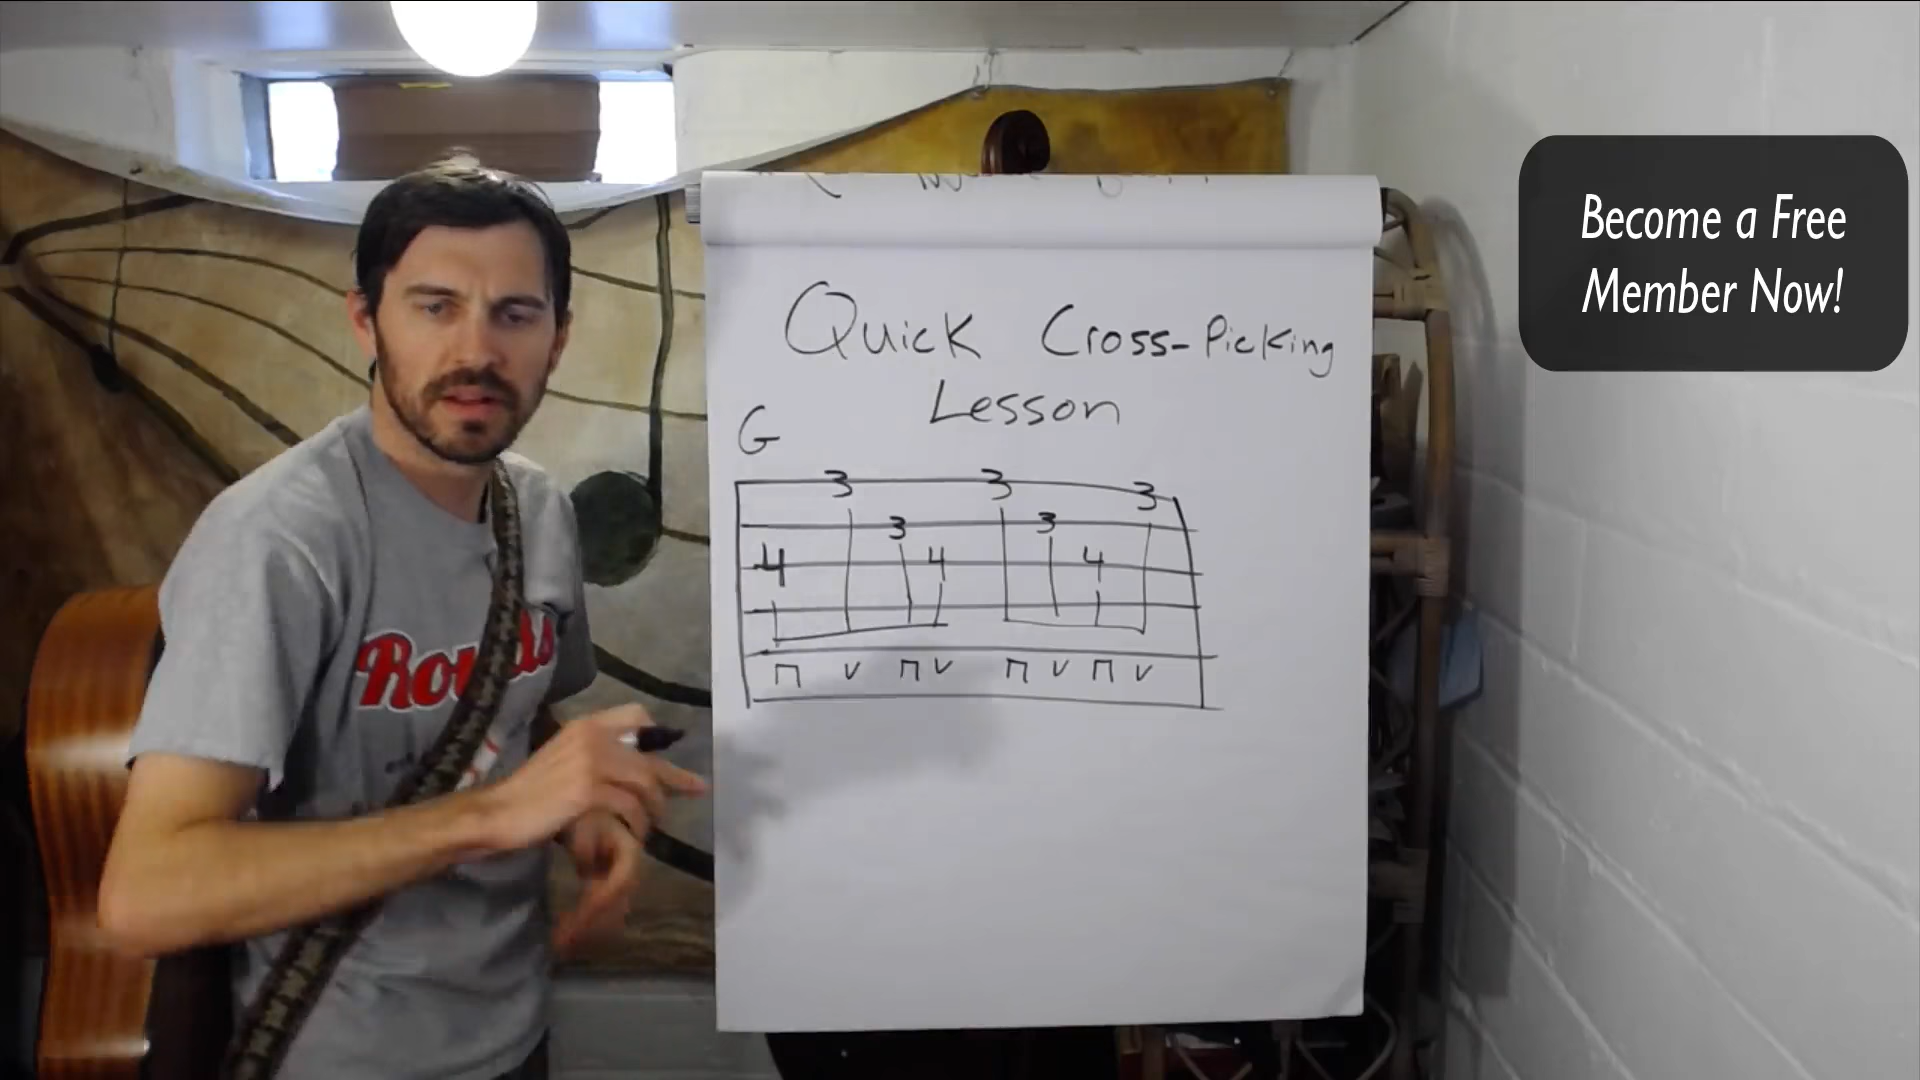 Quick Cross-Picking
Lesson
G
3 3 3
3 3
4 4 4
Π V Π V Π V Π V
Become a Free
Member Now!